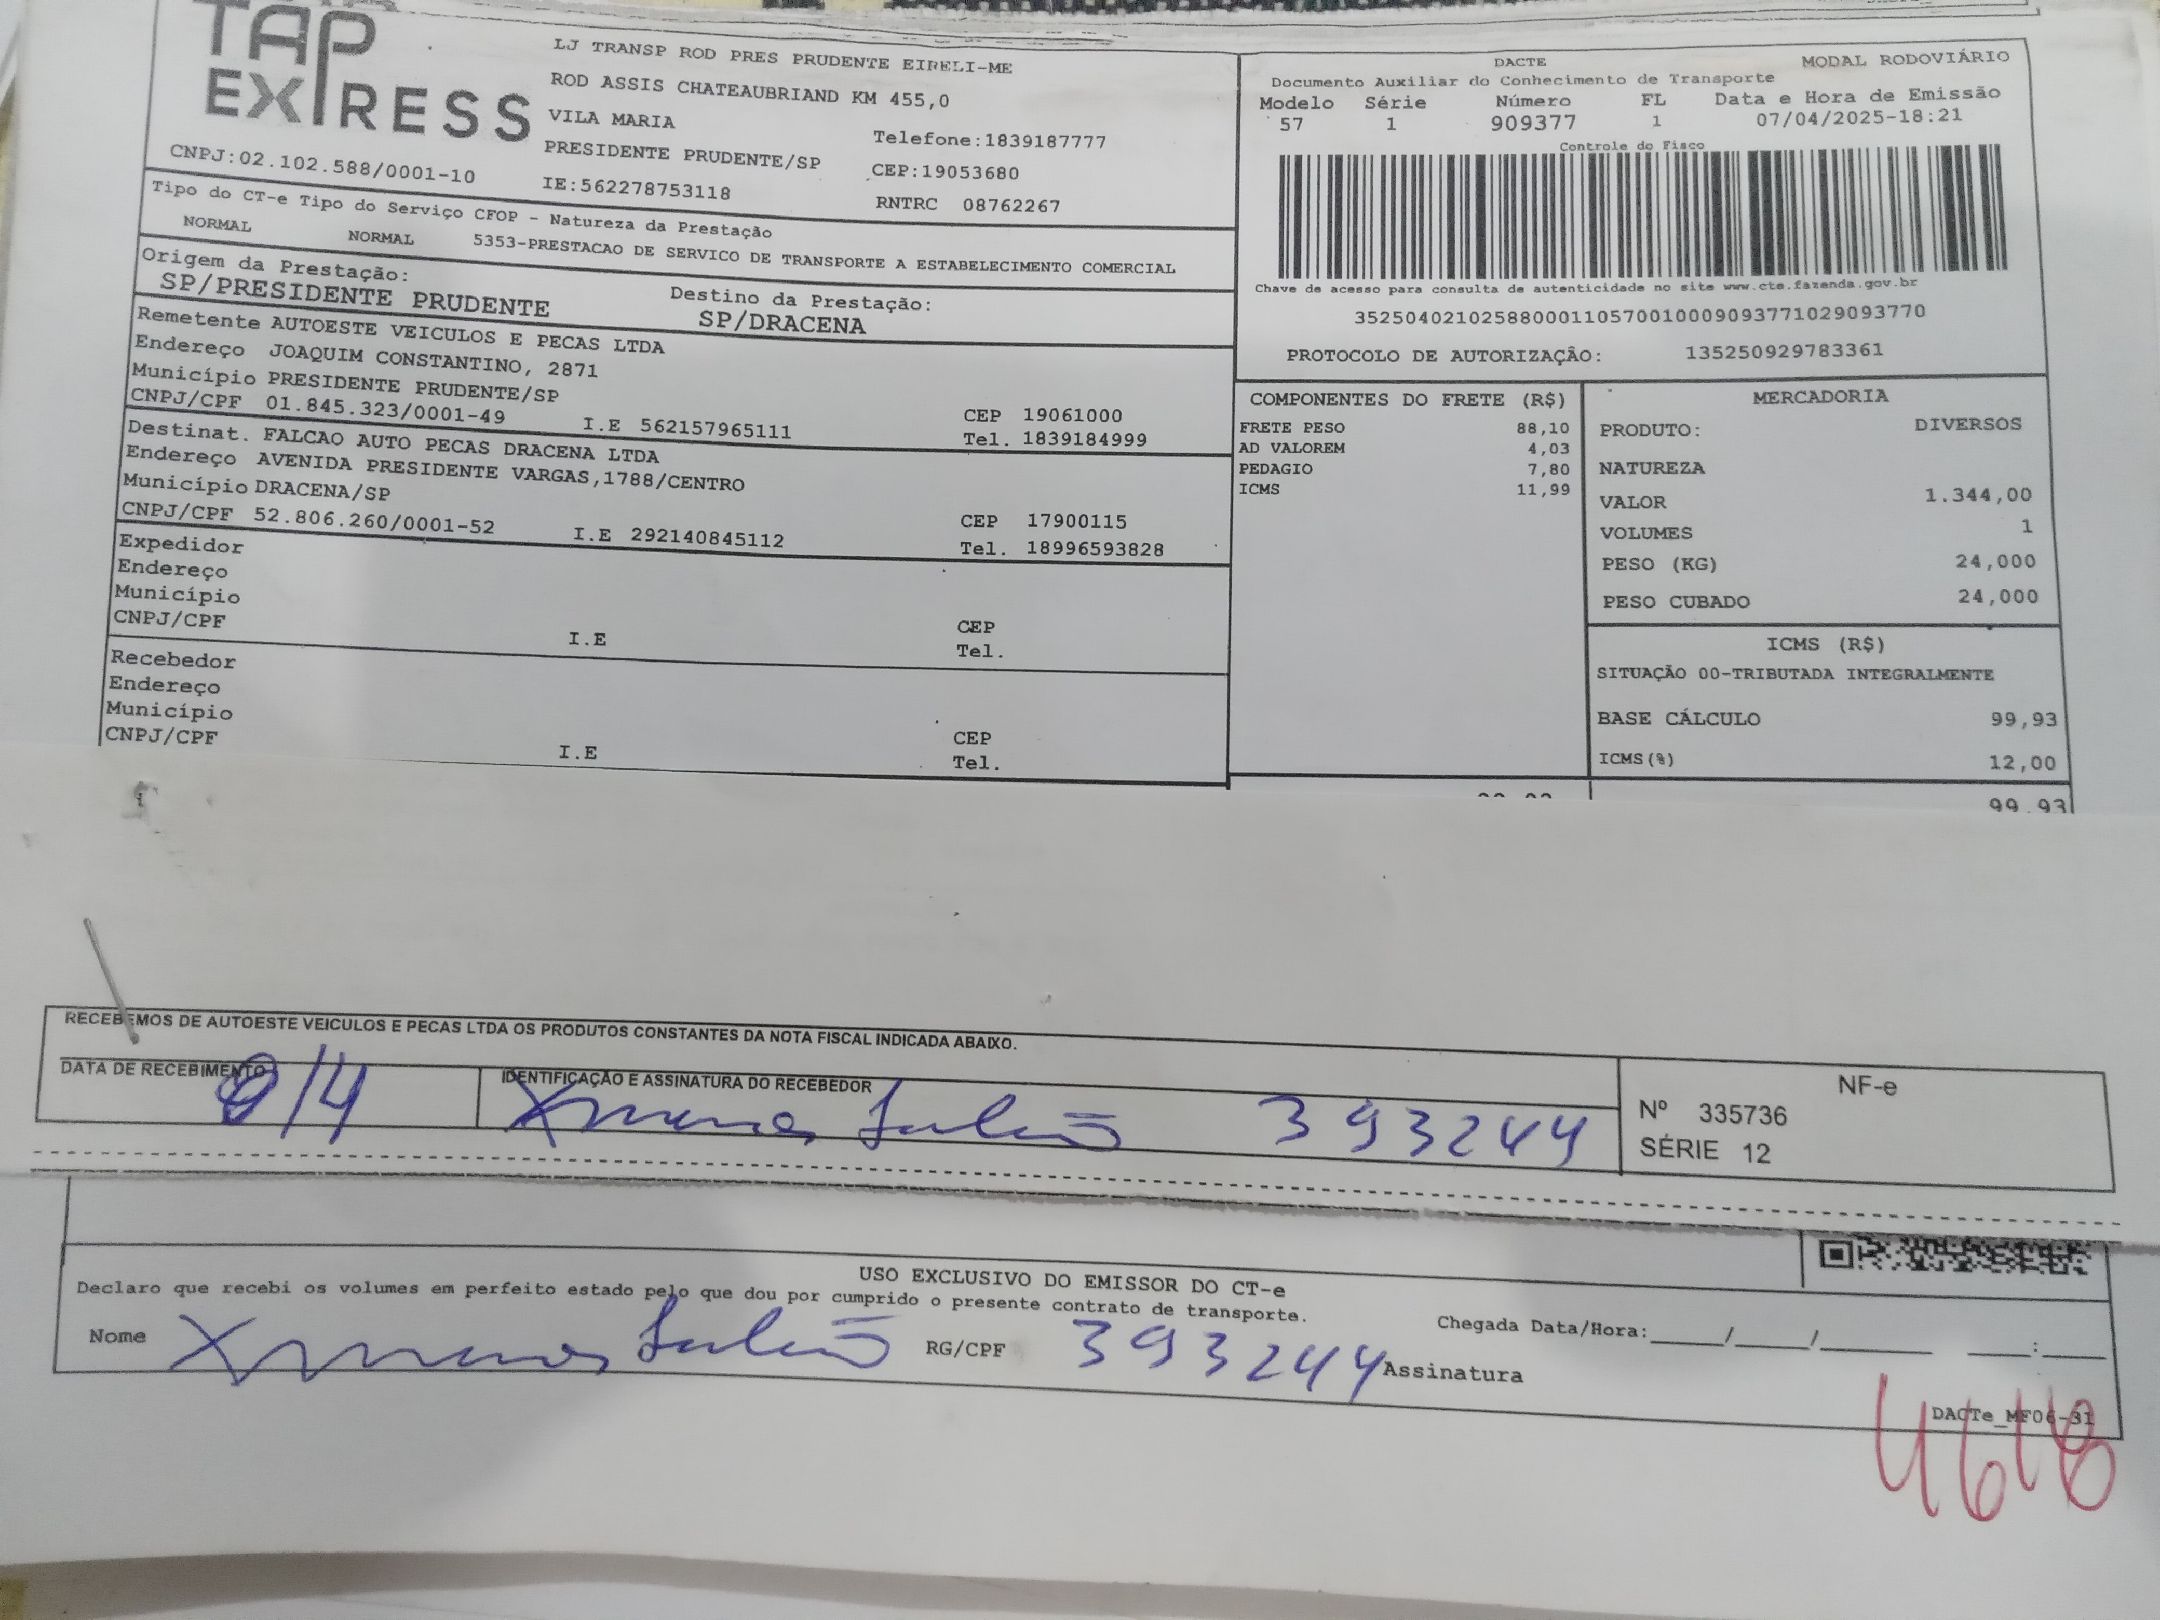 TAP EXPRESS
LJ TRANSP ROD PRES PRUDENTE EIRELI-ME
ROD ASSIS CHATEAUBRIAND KM 455,0
VILA MARIA
Telefone:1839187777
PRESIDENTE PRUDENTE/SP
CEP:19053680
CNPJ:02.102.588/0001-10
IE:562278753118
RNTRC 08762267
Tipo do CT-e Tipo do Serviço CFOP - Natureza da Prestação
NORMAL NORMAL 5353-PRESTACAO DE SERVICO DE TRANSPORTE A ESTABELECIMENTO COMERCIAL
Origem da Prestação:
SP/PRESIDENTE PRUDENTE
Destino da Prestação:
SP/DRACENA
Remetente AUTOESTE VEICULOS E PECAS LTDA
Endereço JOAQUIM CONSTANTINO, 2871
Município PRESIDENTE PRUDENTE/SP
CEP 19061000
CNPJ/CPF 01.845.323/0001-49 I.E 562157965111 Tel. 1839184999
Destinat. FALCAO AUTO PECAS DRACENA LTDA
Endereço AVENIDA PRESIDENTE VARGAS,1788/CENTRO
Município DRACENA/SP
CEP 17900115
CNPJ/CPF 52.806.260/0001-52 I.E 292140845112 Tel. 18996593828
Expedidor
Endereço
Município
CEP
CNPJ/CPF I.E Tel.
Recebedor
Endereço
Município
CEP
CNPJ/CPF I.E Tel.
DACTE MODAL RODOVIÁRIO
Documento Auxiliar do Conhecimento de Transporte
Modelo Série Número FL Data e Hora de Emissão
57 1 909377 1 07/04/2025-18:21
Controle do Fisco
Chave de acesso para consulta de autenticidade no site www.cte.fazenda.gov.br
35250402102588000110570010009093771029093770
PROTOCOLO DE AUTORIZAÇÃO: 135250929783361
COMPONENTES DO FRETE (R$)
FRETE PESO 88,10
AD VALOREM 4,03
PEDAGIO 7,80
ICMS 11,99
MERCADORIA
PRODUTO: DIVERSOS
NATUREZA
VALOR 1.344,00
VOLUMES 1
PESO (KG) 24,000
PESO CUBADO 24,000
ICMS (R$)
SITUAÇÃO 00-TRIBUTADA INTEGRALMENTE
BASE CÁLCULO 99,93
ICMS(%) 12,00
99,93
RECEBEMOS DE AUTOESTE VEICULOS E PECAS LTDA OS PRODUTOS CONSTANTES DA NOTA FISCAL INDICADA ABAIXO.
DATA DE RECEBIMENTO
IDENTIFICAÇÃO E ASSINATURA DO RECEBEDOR
393244
NF-e
Nº 335736
SÉRIE 12
USO EXCLUSIVO DO EMISSOR DO CT-e
Declaro que recebi os volumes em perfeito estado pelo que dou por cumprido o presente contrato de transporte.
Nome
RG/CPF 393244
Assinatura
Chegada Data/Hora:_____/_____/_______ ____:____
DACTe_MF06-31